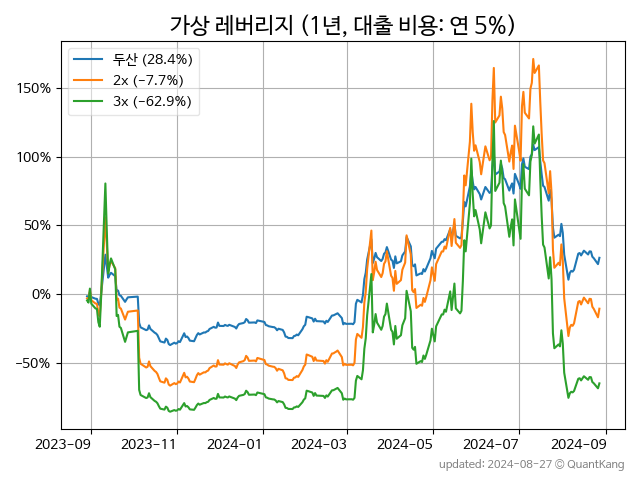 가상 레버리지 (1년, 대출 비용: 연 5%)
두산 (28.4%)
2x (−7.7%)
3x (−62.9%)
150%
100%
50%
0%
−50%
2023-09 2023-11 2024-01 2024-03 2024-05 2024-07 2024-09
updated: 2024-08-27 © QuantKang